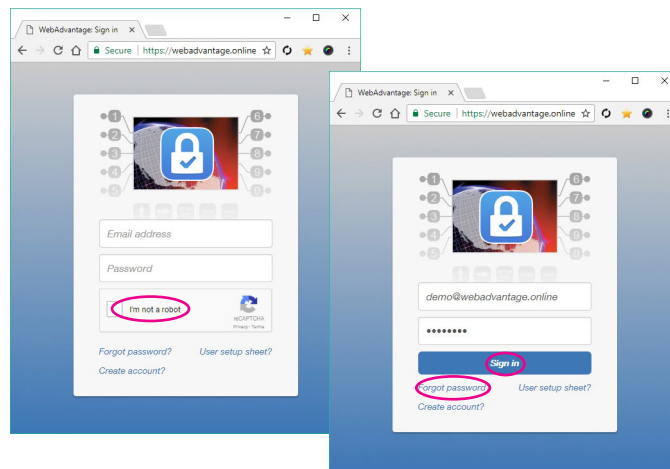 WebAdvantage: Sign in
Secure | https://webadvantage.online
1 6
2 7
3 8
4 9
5 0
Email address
Password
I'm not a robot
reCAPTCHA
Privacy - Terms
Forgot password? User setup sheet?
Create account?
WebAdvantage: Sign in
Secure | https://webadvantage.online
1 6
2 7
3 8
4 9
5 0
demo@webadvantage.online
••••••••
Sign in
Forgot password User setup sheet?
Create account?